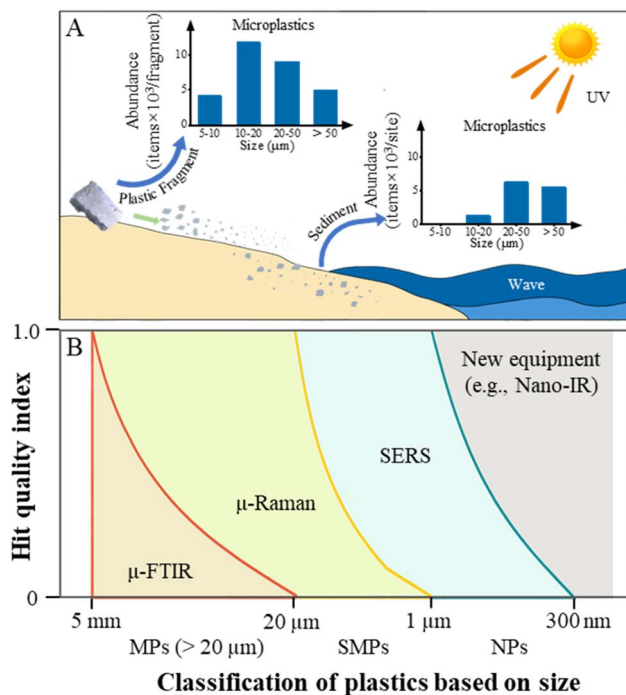 A
Microplastics
Abundance
(items×10³/fragment)
10
5
0
5-10 10-20 20-50 > 50
Size (μm)
Plastic Fragment
UV
Microplastics
Abundance
(items×10³/site)
10
5
0
5-10 10-20 20-50 > 50
Size (μm)
Sediment
Wave
B
1.0
Hit quality index
0
New equipment
(e.g., Nano-IR)
SERS
μ-Raman
μ-FTIR
5 mm 20 μm 1 μm 300 nm
MPs (> 20 μm) SMPs NPs
Classification of plastics based on size